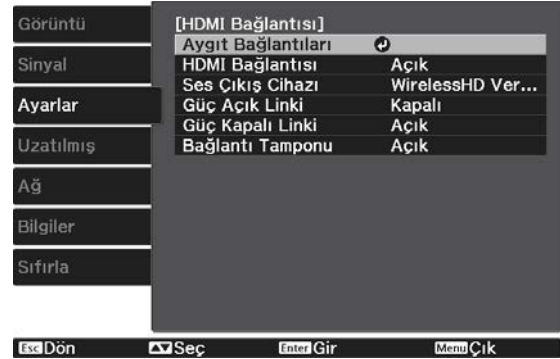 Görüntü
Sinyal
Ayarlar
Uzatılmış
Ağ
Bilgiler
Sıfırla
[HDMI Bağlantısı]
Aygıt Bağlantıları
HDMI Bağlantısı Açık
Ses Çıkış Cihazı WirelessHD Ver...
Güç Açık Linki Kapalı
Güç Kapalı Linki Açık
Bağlantı Tamponu Açık
Esc Dön Seç Enter Gir Menu Çık